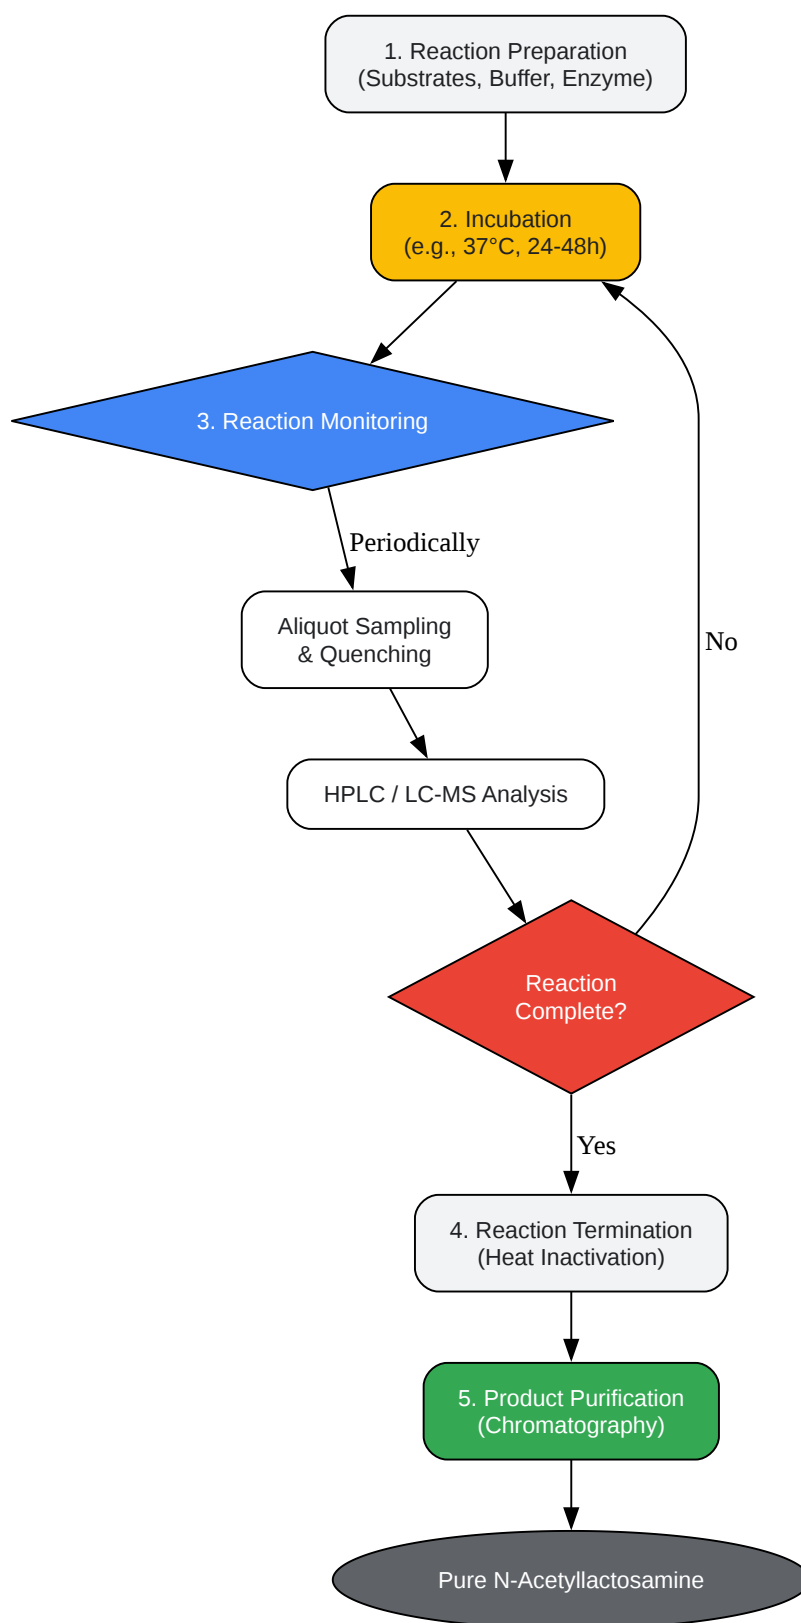 1. Reaction Preparation
(Substrates, Buffer, Enzyme)
2. Incubation
(e.g., 37°C, 24-48h)
3. Reaction Monitoring
Periodically
Aliquot Sampling
& Quenching
No
HPLC / LC-MS Analysis
Reaction
Complete?
Yes
4. Reaction Termination
(Heat Inactivation)
5. Product Purification
(Chromatography)
Pure N-Acetyllactosamine